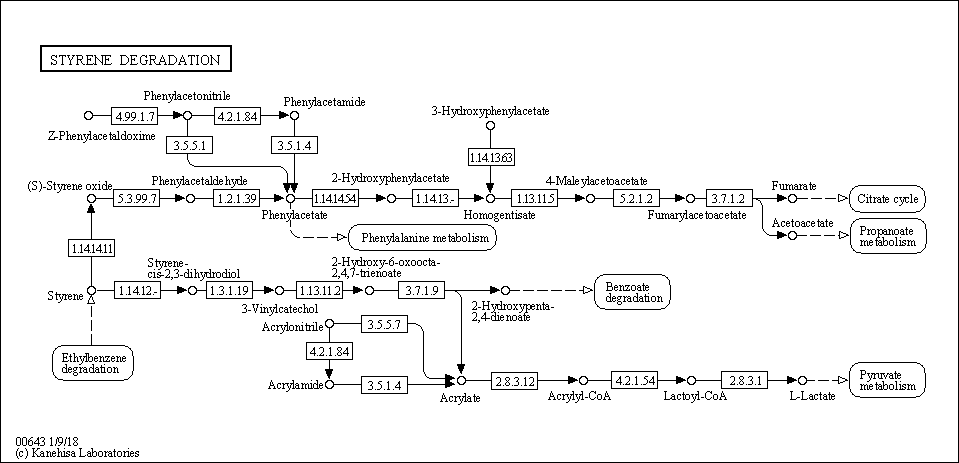 STYRENE DEGRADATION
Phenylacetonitrile
Phenylacetamide
3-Hydroxyphenylacetate
4.99.1.7
4.2.1.84
Z-Phenylacetaldoxime
3.5.5.1
3.5.1.4
1.14.13.63
(S)-Styrene oxide
Phenylacetaldehyde
2-Hydroxyphenylacetate
4-Maleylacetoacetate
Fumarate
5.3.99.7
1.2.1.39
1.14.14.54
1.14.13.-
1.13.11.5
5.2.1.2
3.7.1.2
Citrate cycle
Phenylacetate
Homogentisate
Fumarylacetoacetate
Acetoacetate
Phenylalanine metabolism
Propanoate
metabolism
1.14.14.11
Styrene-
cis-2,3-dihydrodiol
2-Hydroxy-6-oxoocta-
2,4,7-trienoate
Styrene
1.14.12.-
1.3.1.19
1.13.11.2
3.7.1.9
Benzoate
degradation
3-Vinylcatechol
2-Hydroxypenta-
2,4-dienoate
Acrylonitrile
3.5.5.7
4.2.1.84
Ethylbenzene
degradation
Acrylamide
3.5.1.4
2.8.3.12
4.2.1.54
2.8.3.1
Pyruvate
metabolism
Acrylate
Acrylyl-CoA
Lactoyl-CoA
L-Lactate
00643 1/9/18
(c) Kanehisa Laboratories